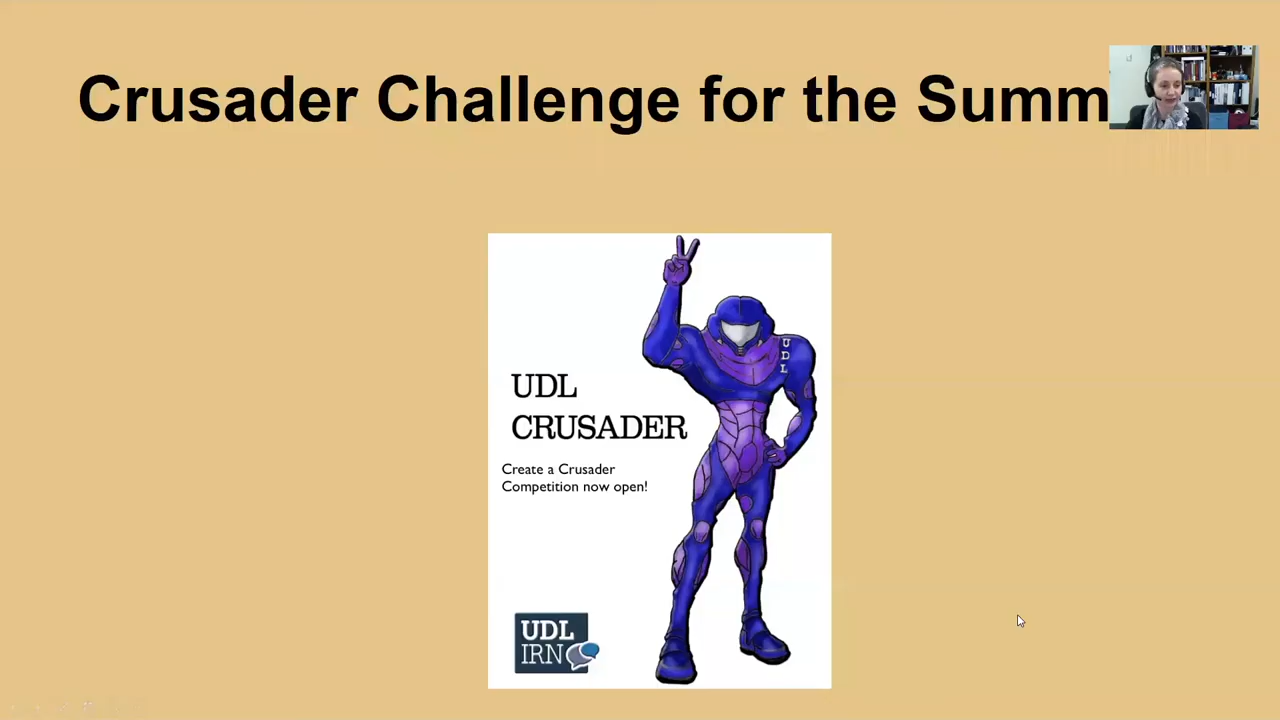 Crusader Challenge for the Summ
U
D
L
UDL
CRUSADER
Create a Crusader
Competition now open!
UDL
IRN